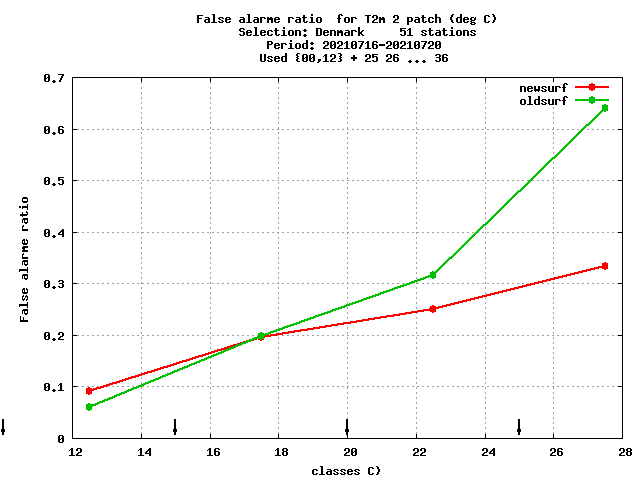 False alarme ratio for T2m 2 patch (deg C)
Selection: Denmark 51 stations
Period: 20210716-20210720
Used {00,12} + 25 26 ... 36
newsurf
oldsurf
0.7
0.6
0.5
0.4
0.3
0.2
0.1
0
False alarme ratio
12 14 16 18 20 22 24 26 28
classes C)